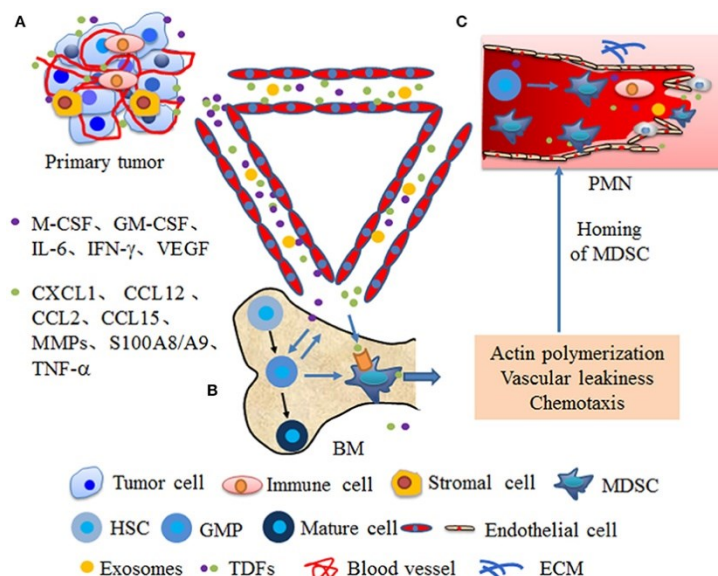 A
C
Primary tumor
M-CSF、GM-CSF、
IL-6、IFN-γ、VEGF
CXCL1、 CCL12 、
CCL2、CCL15、
MMPs、S100A8/A9、
TNF-α
B
BM
PMN
Homing
of MDSC
Actin polymerization
Vascular leakiness
Chemotaxis
Tumor cell
Immune cell
Stromal cell
MDSC
HSC
GMP
Mature cell
Endothelial cell
Exosomes
TDFs
Blood vessel
ECM